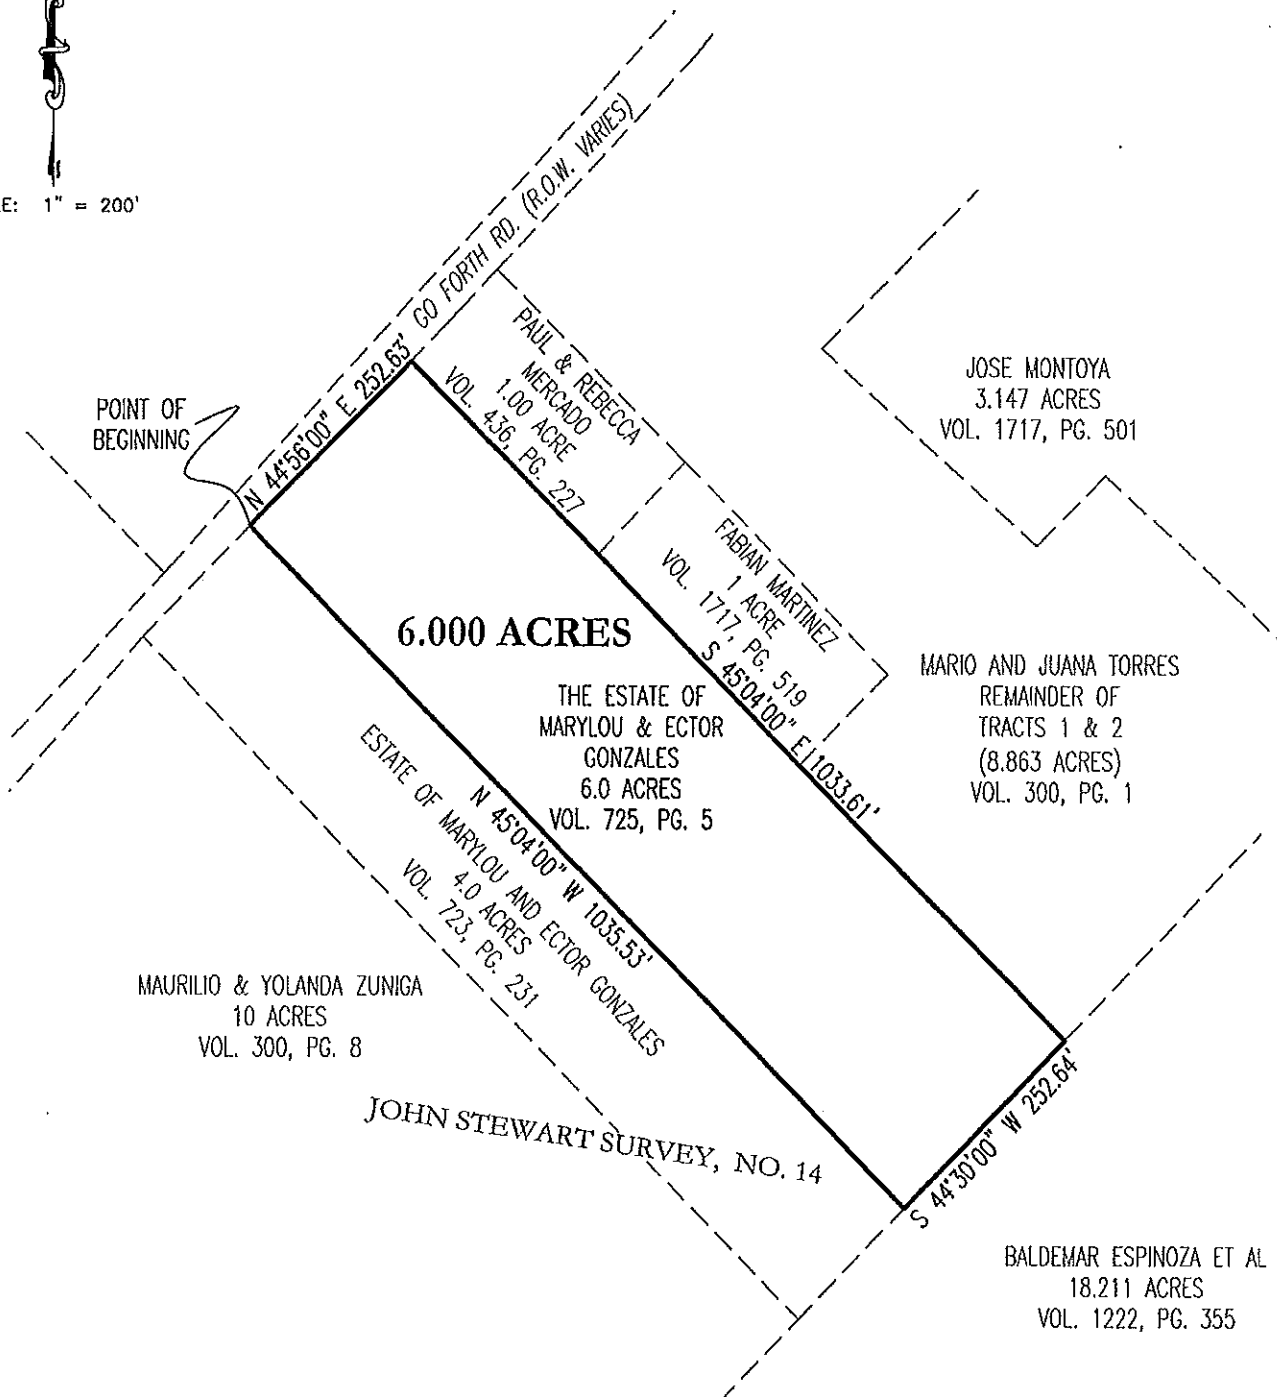 E: 1" = 200'
GO FORTH RD. (R.O.W. VARIES)
N 44°56'00" E 252.63'
POINT OF
BEGINNING
PAUL & REBECCA
MERCADO
1.00 ACRE
VOL. 436, PG. 227
JOSE MONTOYA
3.147 ACRES
VOL. 1717, PG. 501
FABIAN MARTINEZ
1 ACRE
VOL. 1717, PG. 519
S 45°04'00" E 1033.61'
6.000 ACRES
THE ESTATE OF
MARYLOU & ECTOR
GONZALES
6.0 ACRES
VOL. 725, PG. 5
MARIO AND JUANA TORRES
REMAINDER OF
TRACTS 1 & 2
(8.863 ACRES)
VOL. 300, PG. 1
N 45°04'00" W 1035.53'
ESTATE OF MARYLOU AND ECTOR GONZALES
4.0 ACRES
VOL. 723, PG. 231
MAURILIO & YOLANDA ZUNIGA
10 ACRES
VOL. 300, PG. 8
JOHN STEWART SURVEY, NO. 14
S 44°30'00" W 252.64'
BALDEMAR ESPINOZA ET AL
18.211 ACRES
VOL. 1222, PG. 355